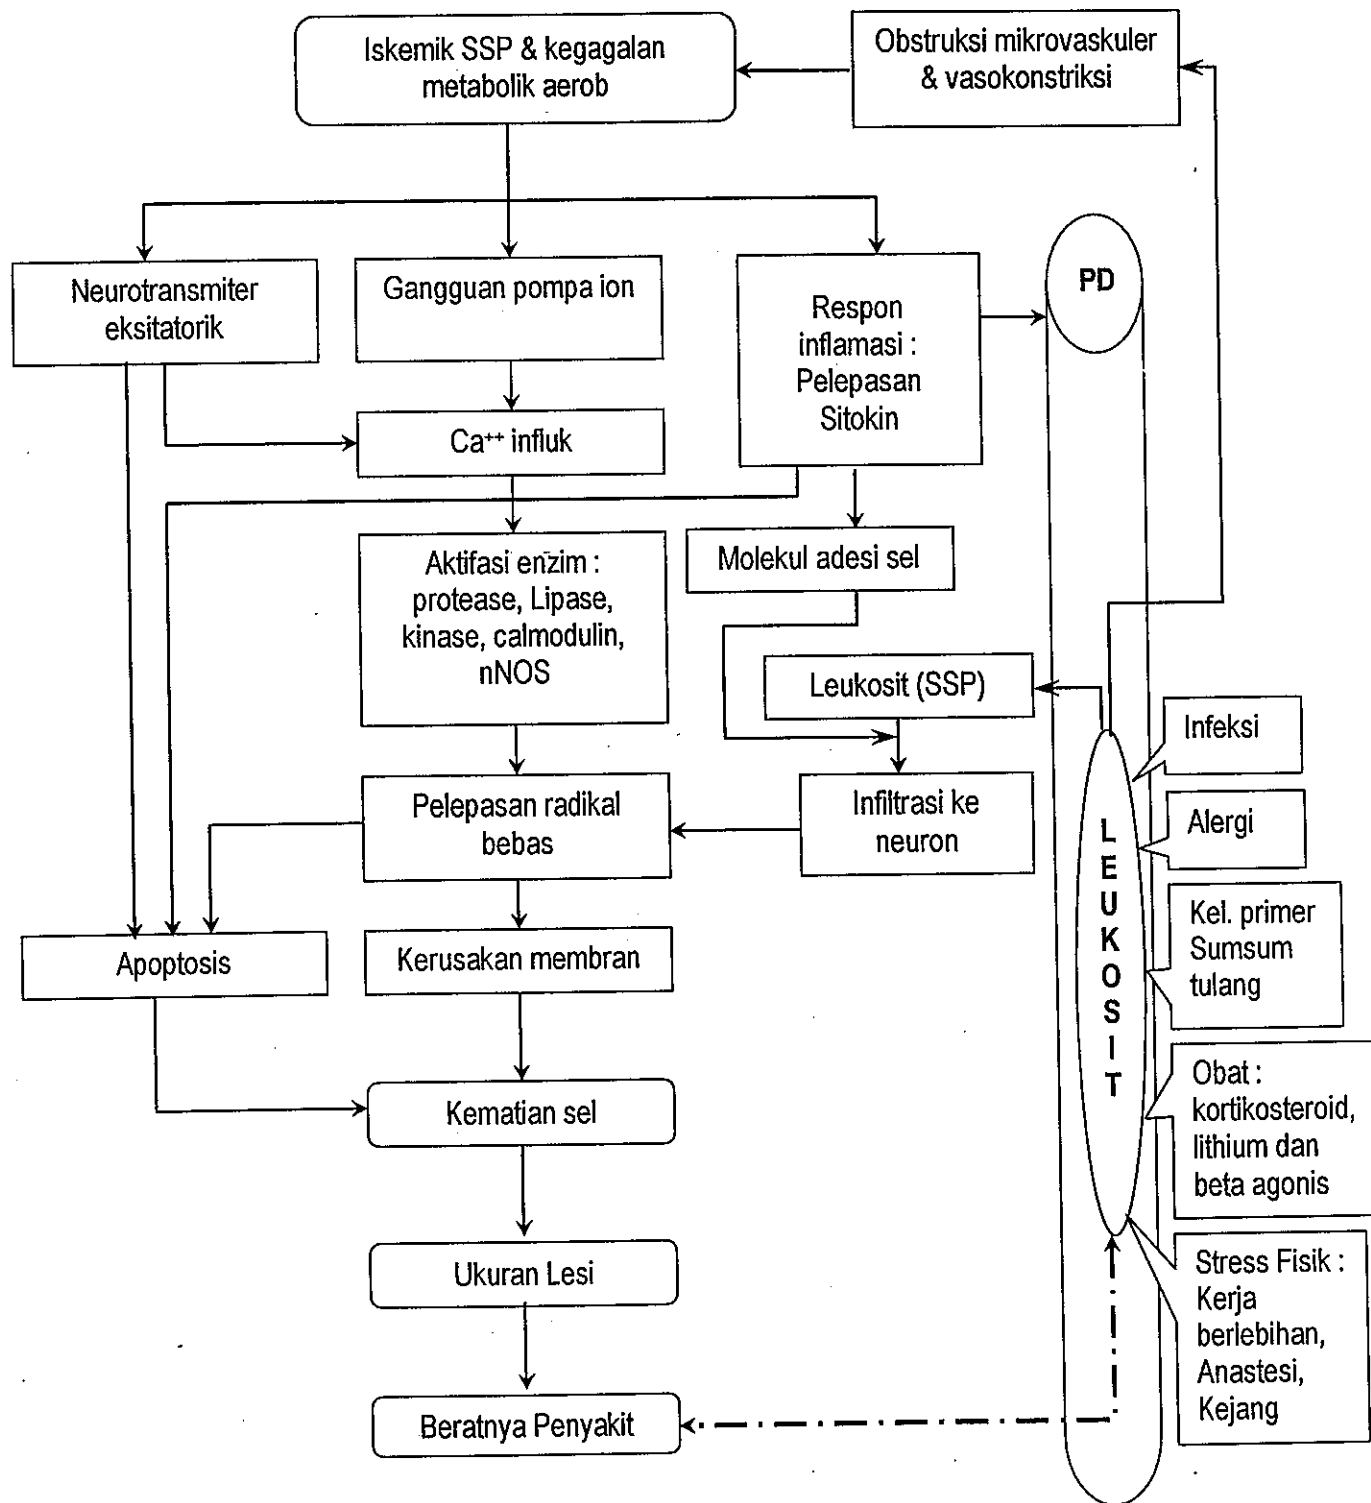 Iskemik SSP & kegagalan
metabolik aerob
Obstruksi mikrovaskuler
& vasokonstriksi
Neurotransmiter
eksitatorik
Gangguan pompa ion
Respon
inflamasi :
Pelepasan
Sitokin
PD
Ca⁺⁺ influk
Aktifasi enzim :
protease, Lipase,
kinase, calmodulin,
nNOS
Molekul adesi sel
Leukosit (SSP)
Infeksi
Pelepasan radikal
bebas
Infiltrasi ke
neuron
Alergi
LEUKOSIT
Kel. primer
Sumsum
tulang
Apoptosis
Kerusakan membran
Obat :
kortikosteroid,
lithium dan
beta agonis
Kematian sel
Ukuran Lesi
Stress Fisik :
Kerja
berlebihan,
Anastesi,
Kejang
Beratnya Penyakit